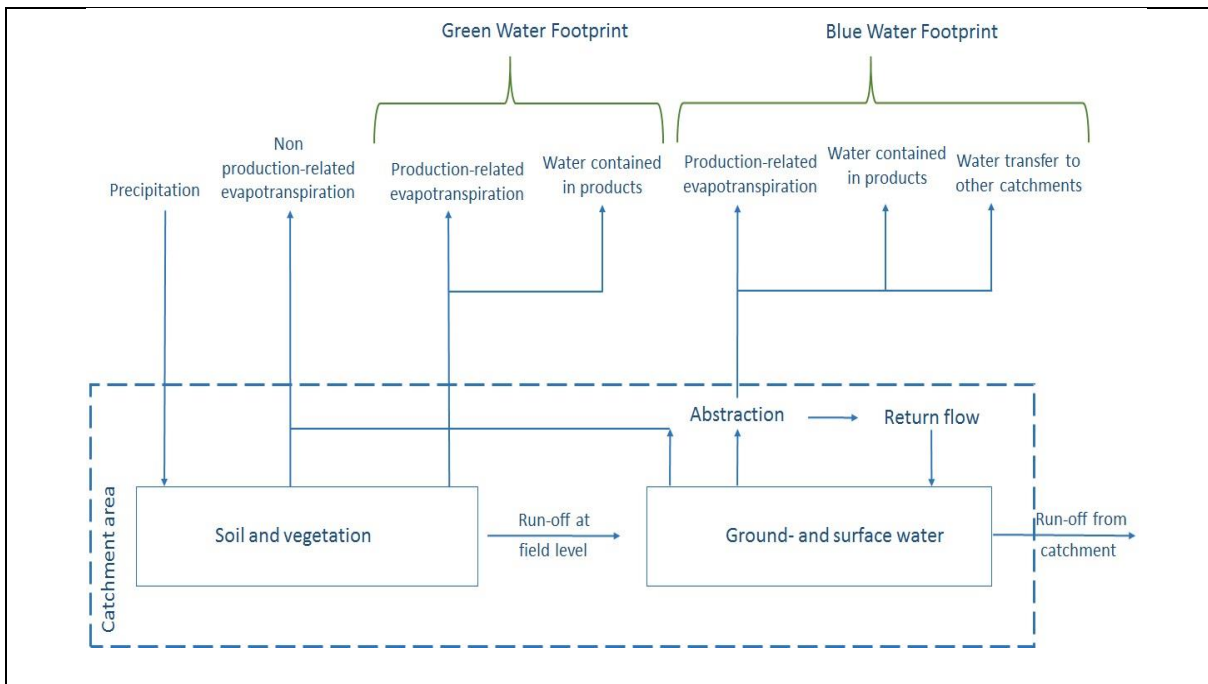 Green Water Footprint
Blue Water Footprint
Precipitation
Non
production-related
evapotranspiration
Production-related
evapotranspiration
Water contained
in products
Production-related
evapotranspiration
Water contained
in products
Water transfer to
other catchments
Abstraction
Return flow
Catchment area
Soil and vegetation
Run-off at
field level
Ground- and surface water
Run-off from
catchment